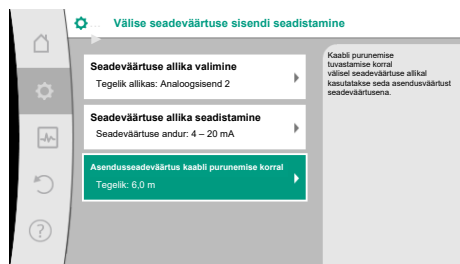 Välise seadeväärtuse sisendi seadistamine
Seadeväärtuse allika valimine
Tegelik allikas: Analoogsisend 2
Seadeväärtuse allika seadistamine
Seadeväärtuse andur: 4 – 20 mA
Asendusseadeväärtus kaabli purunemise korral
Tegelik: 6,0 m
Kaabli purunemise
tuvastamise korral
välisel seadeväärtuse allikal
kasutatakse seda asendusväärtust
seadeväärtusena.